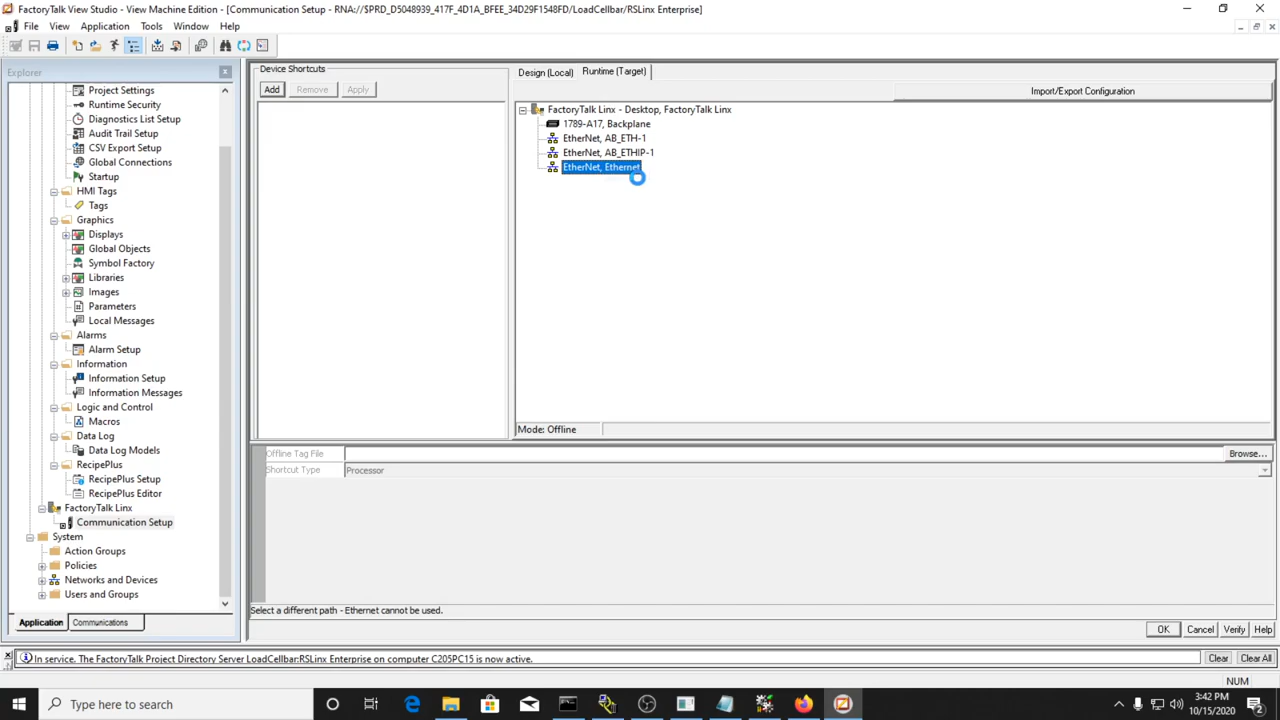 FactoryTalk View Studio - View Machine Edition - [Communication Setup - RNA://$PRD_D5048939_417F_4D1A_BFEE_34D29F1548FD/LoadCellbar/RSLinx Enterprise]
File View Application Tools Window Help
Explorer
Project Settings
Runtime Security
Diagnostics List Setup
Audit Trail Setup
CSV Export Setup
Global Connections
Startup
HMI Tags
Tags
Graphics
Displays
Global Objects
Symbol Factory
Libraries
Images
Parameters
Local Messages
Alarms
Alarm Setup
Information
Information Setup
Information Messages
Logic and Control
Macros
Data Log
Data Log Models
RecipePlus
RecipePlus Setup
RecipePlus Editor
FactoryTalk Linx
Communication Setup
System
Action Groups
Policies
Networks and Devices
Users and Groups
Application Communications
Device Shortcuts
Add Remove Apply
Design (Local) Runtime (Target)
Import/Export Configuration
FactoryTalk Linx - Desktop, FactoryTalk Linx
1789-A17, Backplane
EtherNet, AB_ETH-1
EtherNet, AB_ETHIP-1
EtherNet, Ethernet
Mode: Offline
Offline Tag File Browse...
Shortcut Type Processor
Select a different path - Ethernet cannot be used.
OK Cancel Verify Help
In service. The FactoryTalk Project Directory Server LoadCellbar:RSLinx Enterprise on computer C205PC15 is now active. Clear Clear All
NUM
Type here to search
3:42 PM
10/15/2020
2